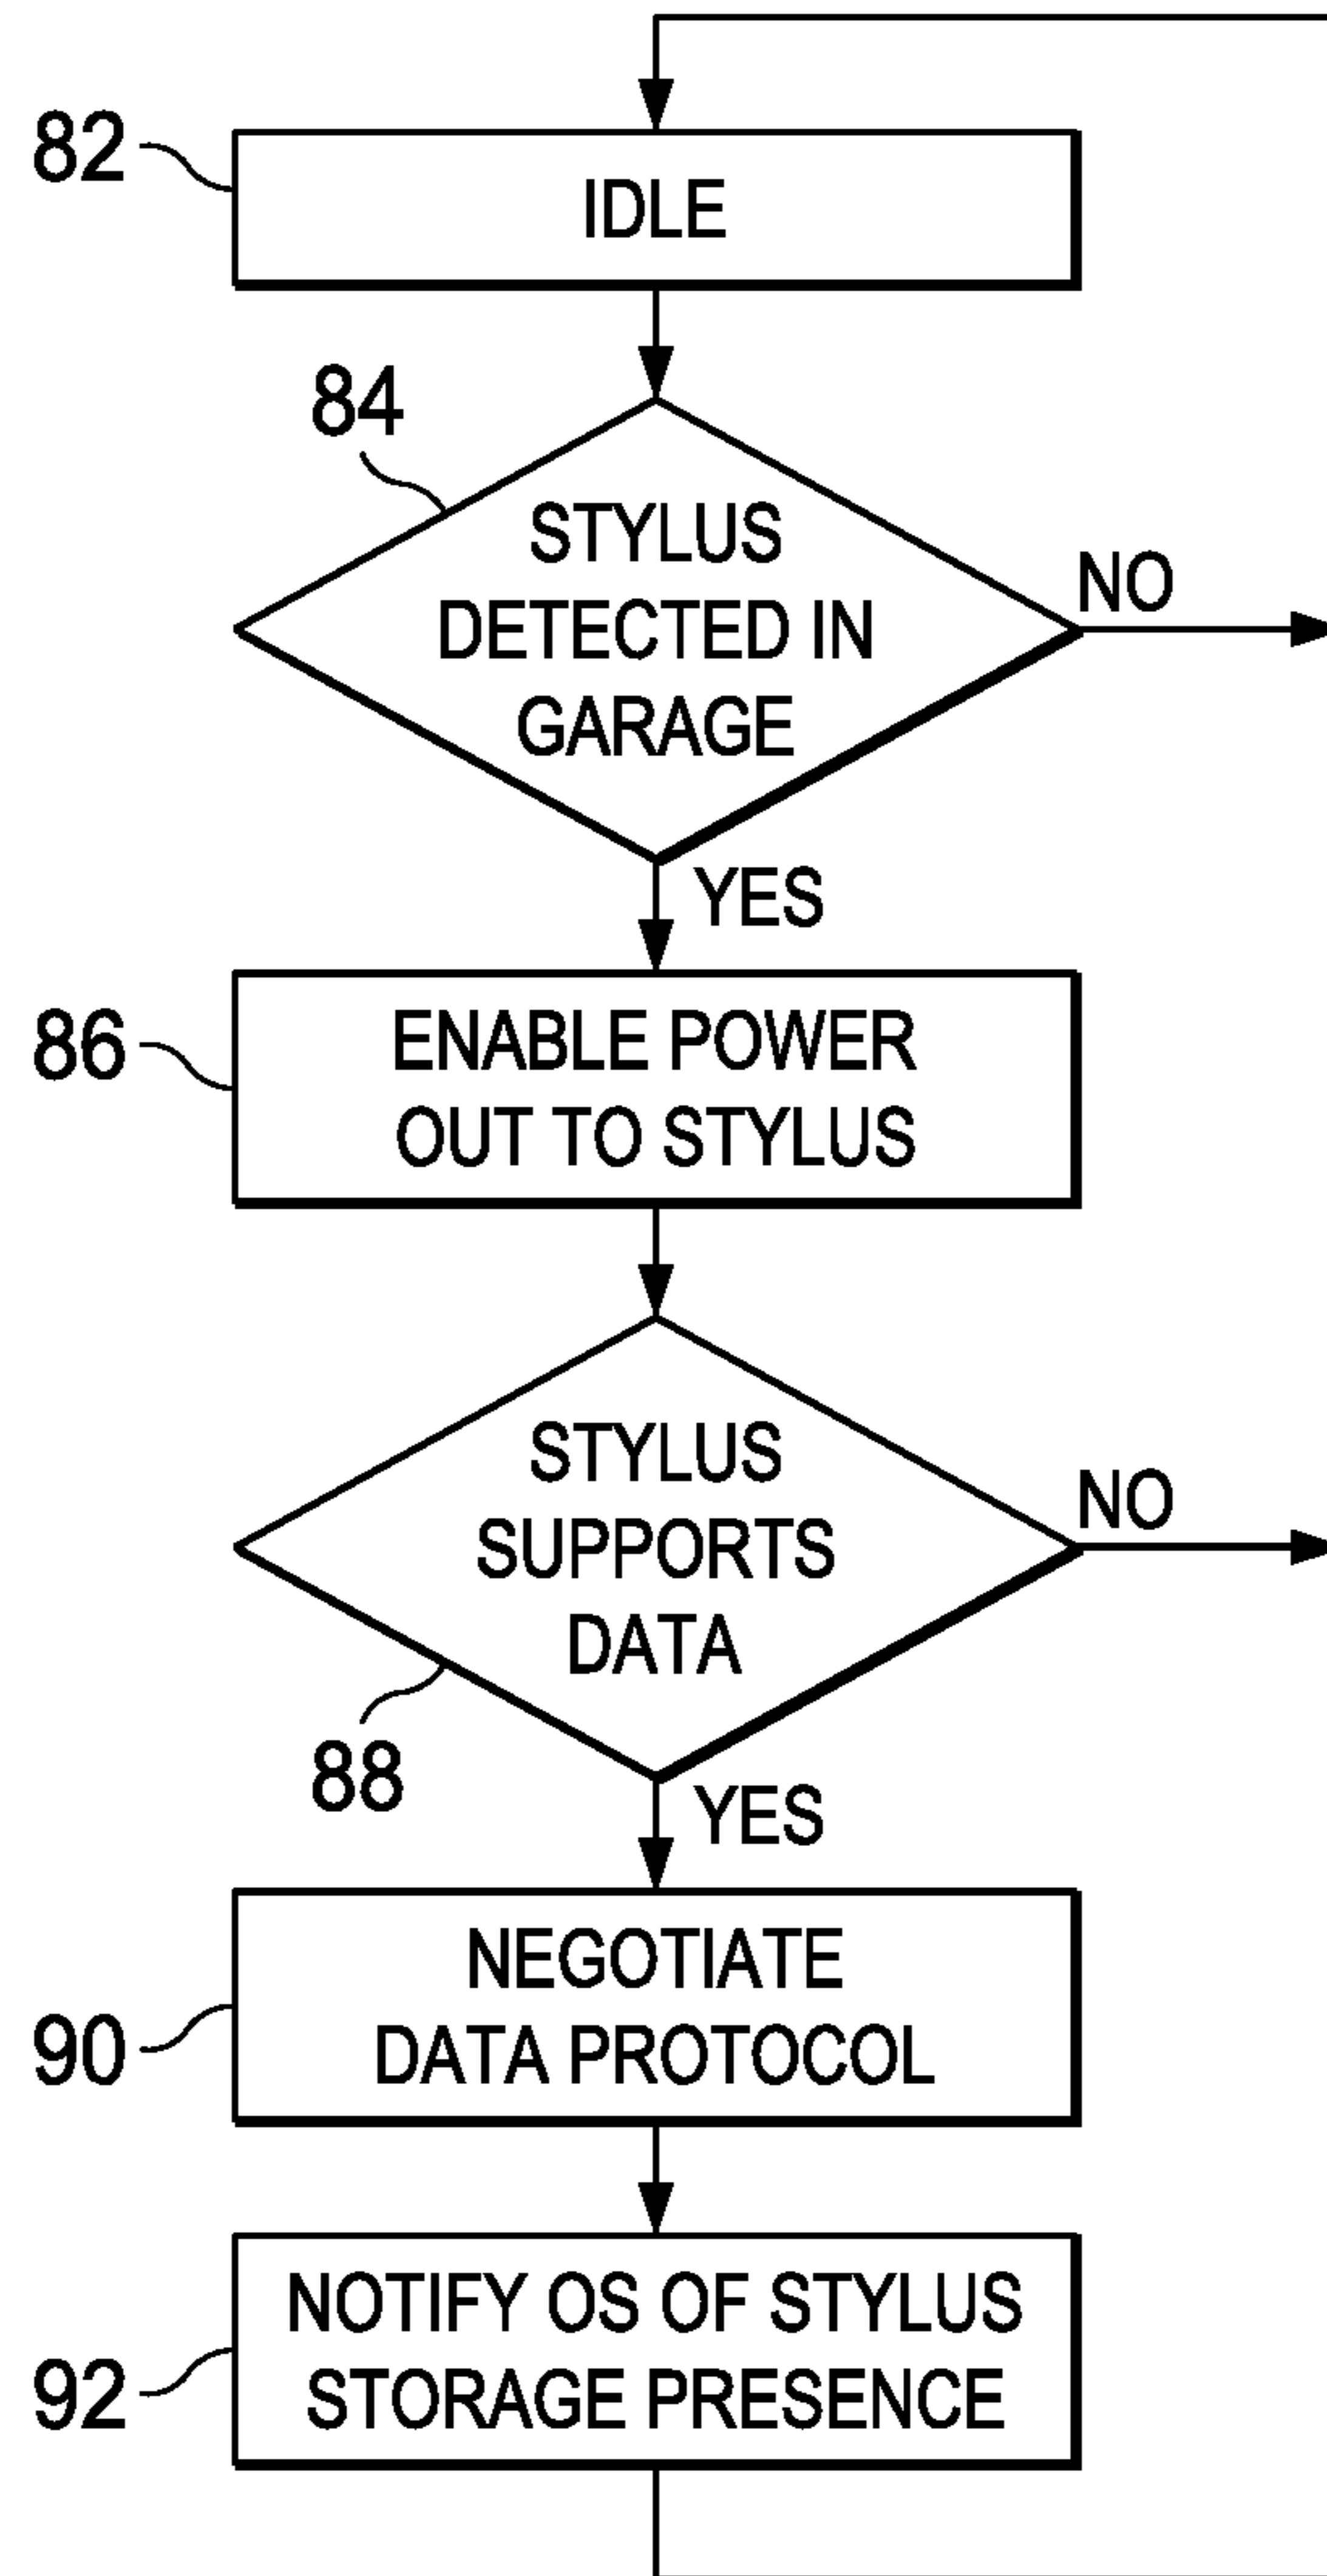 82
IDLE
84
STYLUS
DETECTED IN
GARAGE
NO
YES
86
ENABLE POWER
OUT TO STYLUS
STYLUS
SUPPORTS
DATA
NO
88
YES
NEGOTIATE
DATA PROTOCOL
90
NOTIFY OS OF STYLUS
STORAGE PRESENCE
92